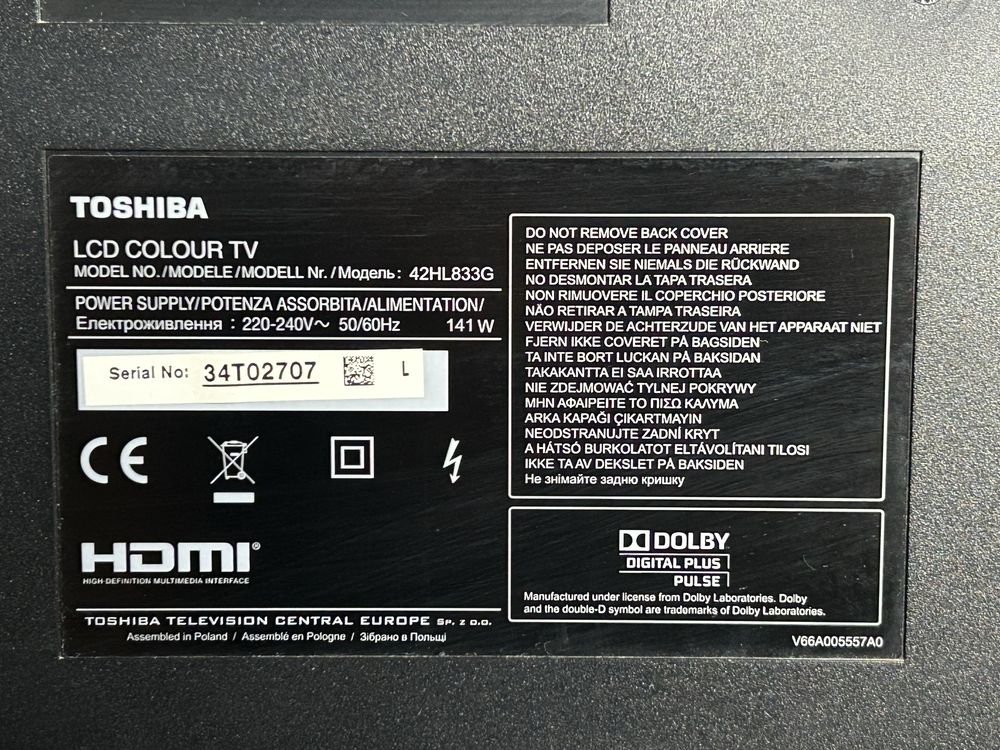 TOSHIBA
LCD COLOUR TV
MODEL NO./MODELE/MODELL Nr./Модель: 42HL833G
POWER SUPPLY/POTENZA ASSORBITA/ALIMENTATION/
Електроживлення : 220-240V~ 50/60Hz 141 W
Serial No: 34T02707 L
CE
HDMI®
HIGH-DEFINITION MULTIMEDIA INTERFACE
TOSHIBA TELEVISION CENTRAL EUROPE Sp. z o.o.
Assembled in Poland / Assemblé en Pologne / Зібрано в Польщі
DO NOT REMOVE BACK COVER
NE PAS DEPOSER LE PANNEAU ARRIERE
ENTFERNEN SIE NIEMALS DIE RÜCKWAND
NO DESMONTAR LA TAPA TRASERA
NON RIMUOVERE IL COPERCHIO POSTERIORE
NÃO RETIRAR A TAMPA TRASEIRA
VERWIJDER DE ACHTERZUDE VAN HET APPARAAT NIET
FJERN IKKE COVERET PÅ BAGSIDEN
TA INTE BORT LUCKAN PÅ BAKSIDAN
TAKAKANTTA EI SAA IRROTTAA
NIE ZDEJMOWAĆ TYLNEJ POKRYWY
ΜΗΝ ΑΦΑΙΡΕΙΤΕ ΤΟ ΠΙΣΩ ΚΑΛΥΜΑ
ARKA KAPAĞI ÇIKARTMAYIN
NEODSTRANUJTE ZADNÍ KRYT
A HÁTSÓ BURKOLATOT ELTÁVOLÍTANI TILOSI
IKKE TA AV DEKSLET PÅ BAKSIDEN
Не знімайте задню кришку
DOLBY
DIGITAL PLUS
PULSE
Manufactured under license from Dolby Laboratories. Dolby
and the double-D symbol are trademarks of Dolby Laboratories.
V66A005557A0